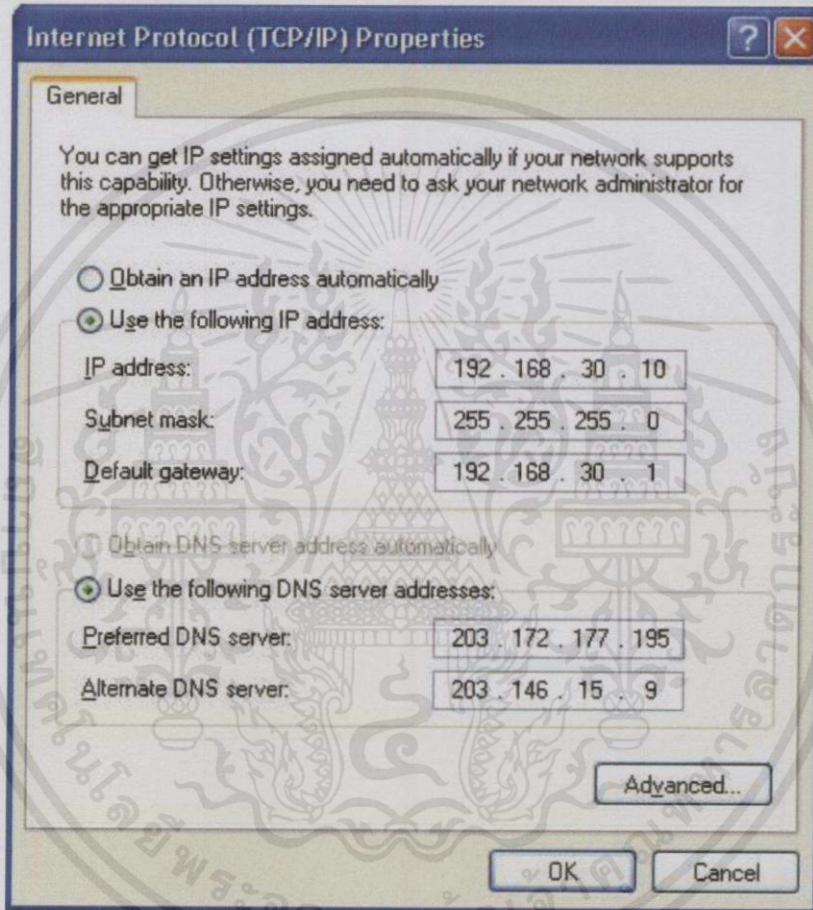 Internet Protocol (TCP/IP) Properties
General
You can get IP settings assigned automatically if your network supports
this capability. Otherwise, you need to ask your network administrator for
the appropriate IP settings.
Obtain an IP address automatically
Use the following IP address:
IP address: 192 . 168 . 30 . 10
Subnet mask: 255 . 255 . 255 . 0
Default gateway: 192 . 168 . 30 . 1
Obtain DNS server address automatically
Use the following DNS server addresses:
Preferred DNS server: 203 . 172 . 177 . 195
Alternate DNS server: 203 . 146 . 15 . 9
Advanced...
OK Cancel